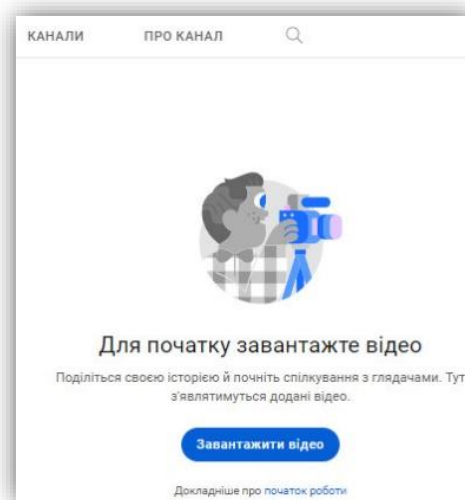 КАНАЛИ ПРО КАНАЛ
Для початку завантажте відео
Поділіться своєю історією й почніть спілкування з глядачами. Тут
з'являтимуться додані відео.
Завантажити відео
Докладніше про початок роботи